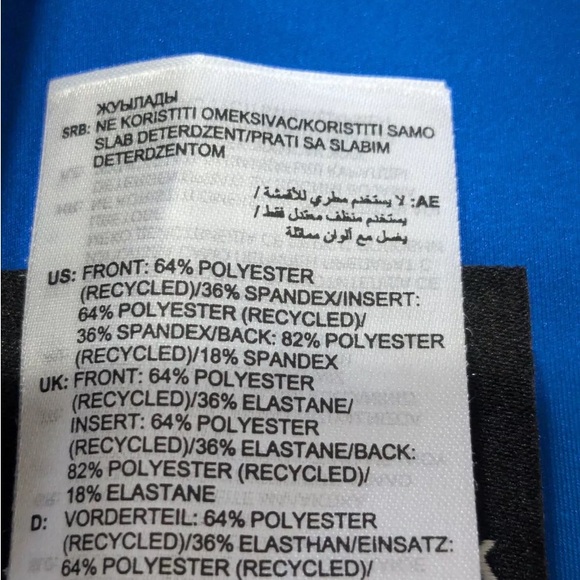 ЖУЫЛАДЫ
SRB: NE KORISTITI OMEKSIVAC/KORISTITI SAMO
SLAB DETERDZENT/PRATI SA SLABIM
DETERDZENTOM
AE: لا يستخدم مطري للأقمشة /
يستخدم منظف معتدل فقط /
يغسل مع ألوان مماثلة
US: FRONT: 64% POLYESTER
(RECYCLED)/36% SPANDEX/INSERT:
64% POLYESTER (RECYCLED)/
36% SPANDEX/BACK: 82% POLYESTER
(RECYCLED)/18% SPANDEX
UK: FRONT: 64% POLYESTER
(RECYCLED)/36% ELASTANE/
INSERT: 64% POLYESTER
(RECYCLED)/36% ELASTANE/BACK:
82% POLYESTER (RECYCLED)/
18% ELASTANE
D: VORDERTEIL: 64% POLYESTER
(RECYCLED)/36% ELASTHAN/EINSATZ:
64% POLYESTER (RECYCLED)/